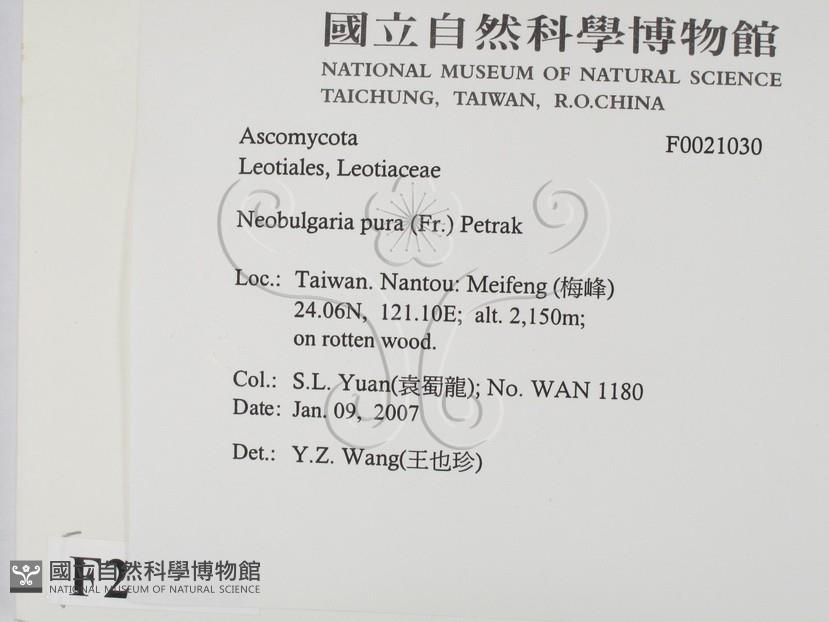 國立自然科學博物館
NATIONAL MUSEUM OF NATURAL SCIENCE
TAICHUNG, TAIWAN, R.O.CHINA
Ascomycota F0021030
Leotiales, Leotiaceae
Neobulgaria pura (Fr.) Petrak
Loc.: Taiwan. Nantou: Meifeng (梅峰)
24.06N, 121.10E; alt. 2,150m;
on rotten wood.
Col.: S.L. Yuan(袁蜀龍); No. WAN 1180
Date: Jan. 09, 2007
Det.: Y.Z. Wang(王也珍)
F2
國立自然科學博物館
NATIONAL MUSEUM OF NATURAL SCIENCE